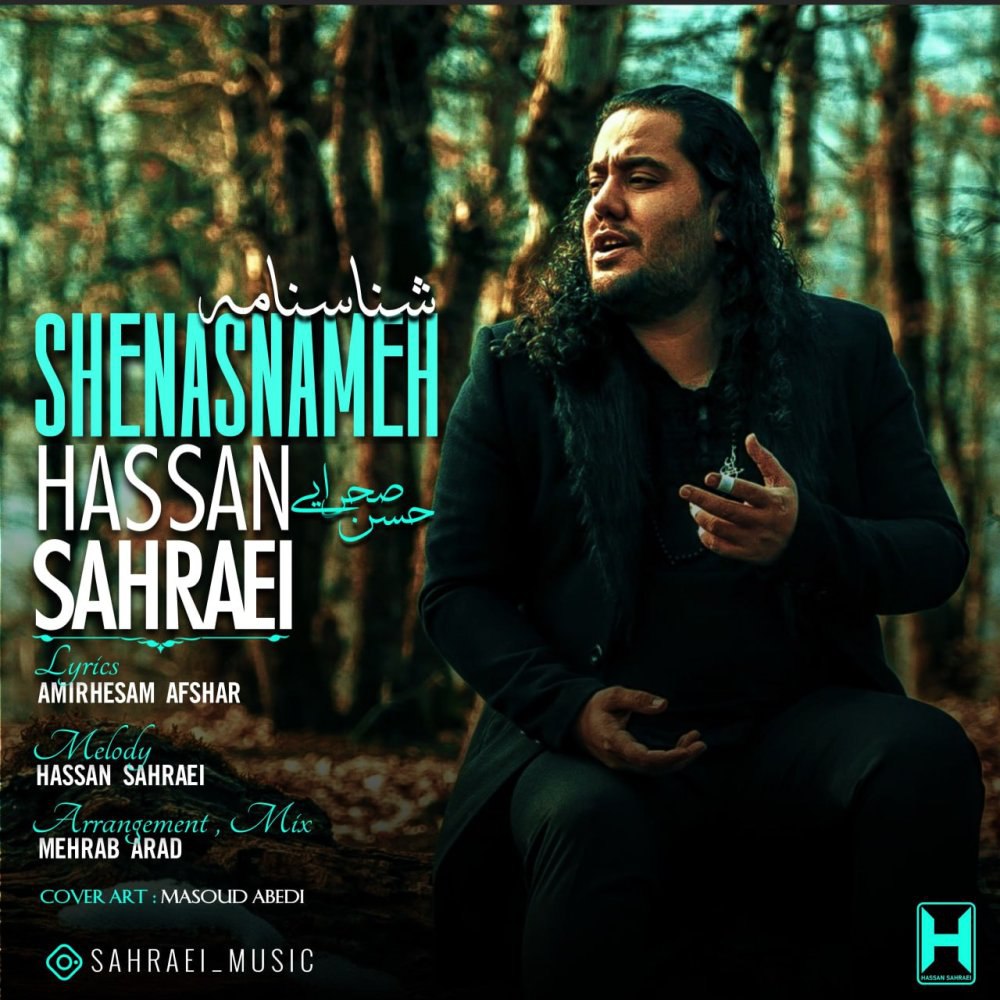 شناسنامه
SHENASNAMEH
HASSAN
حسن صحرایی
SAHRAEI
Lyrics
AMIRHESAM AFSHAR
Melody
HASSAN SAHRAEI
Arrangement , Mix
MEHRAB ARAD
COVER ART : MASOUD ABEDI
SAHRAEI_MUSIC
H
HASSAN SAHRAEI